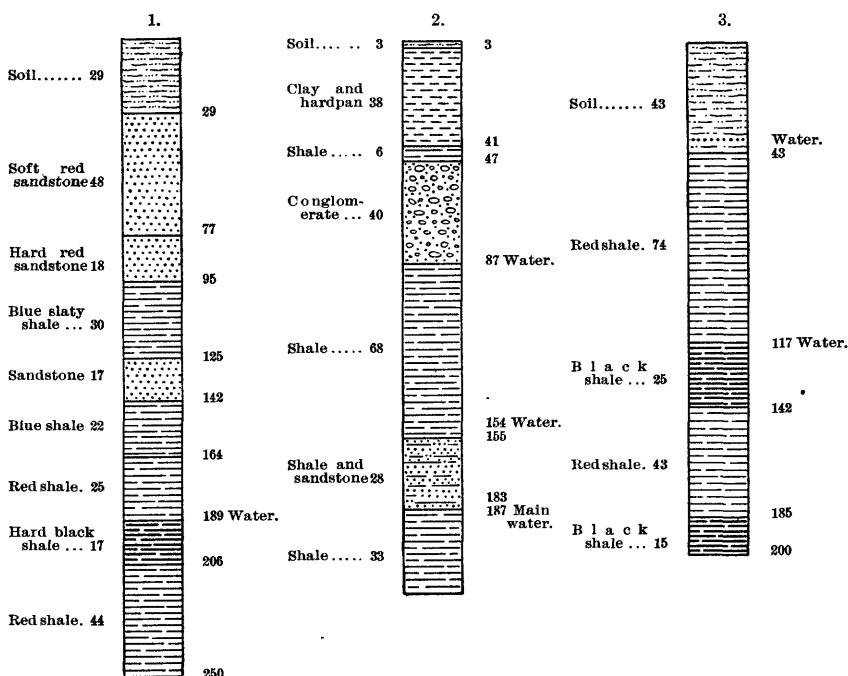 1.
Soil....... 29
29
Soft red
sandstone 48
77
Hard red
sandstone 18
95
Blue slaty
shale ... 30
125
Sandstone 17
142
Blue shale 22
164
Red shale. 25
189 Water.
Hard black
shale ... 17
206
Red shale. 44
250
2.
Soil.... .. 3
3
Clay and
hardpan 38
41
Shale ..... 6
47
Conglom-
erate ... 40
87 Water.
Shale ..... 68
154 Water.
155
Shale and
sandstone 28
183
187 Main
water.
Shale ..... 33
3.
Soil....... 43
Water.
43
Red shale. 74
117 Water.
Black
shale ... 25
142
Red shale. 43
185
Black
shale ... 15
200